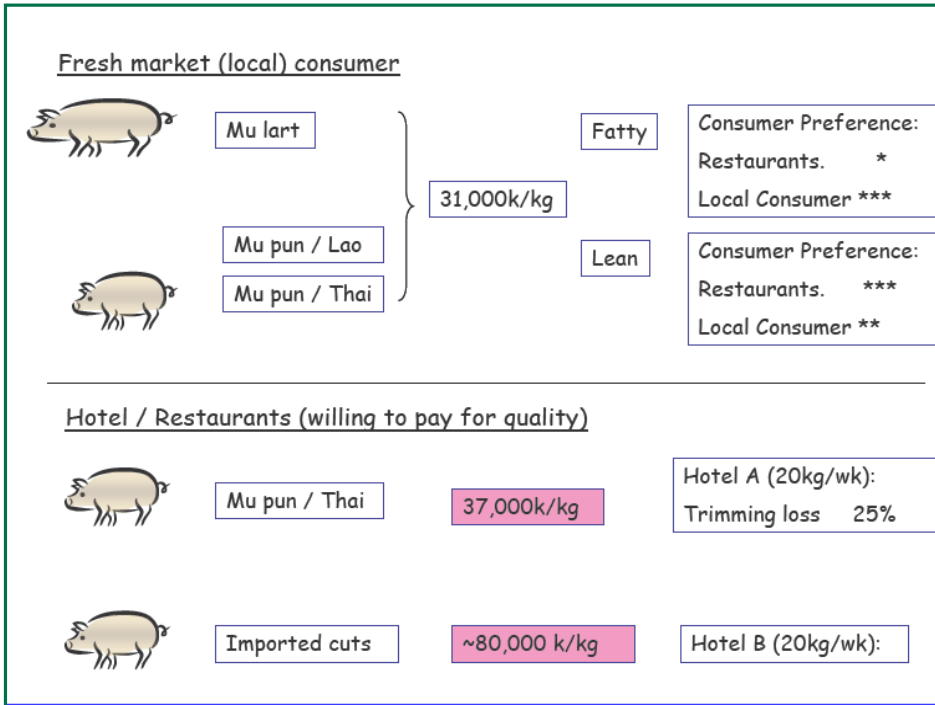 Fresh market (local) consumer
Mu lart
Mu pun / Lao
Mu pun / Thai
31,000k/kg
Fatty
Consumer Preference:
Restaurants. *
Local Consumer ***
Lean
Consumer Preference:
Restaurants. ***
Local Consumer **
Hotel / Restaurants (willing to pay for quality)
Mu pun / Thai
37,000k/kg
Hotel A (20kg/wk):
Trimming loss 25%
Imported cuts
~80,000 k/kg
Hotel B (20kg/wk):